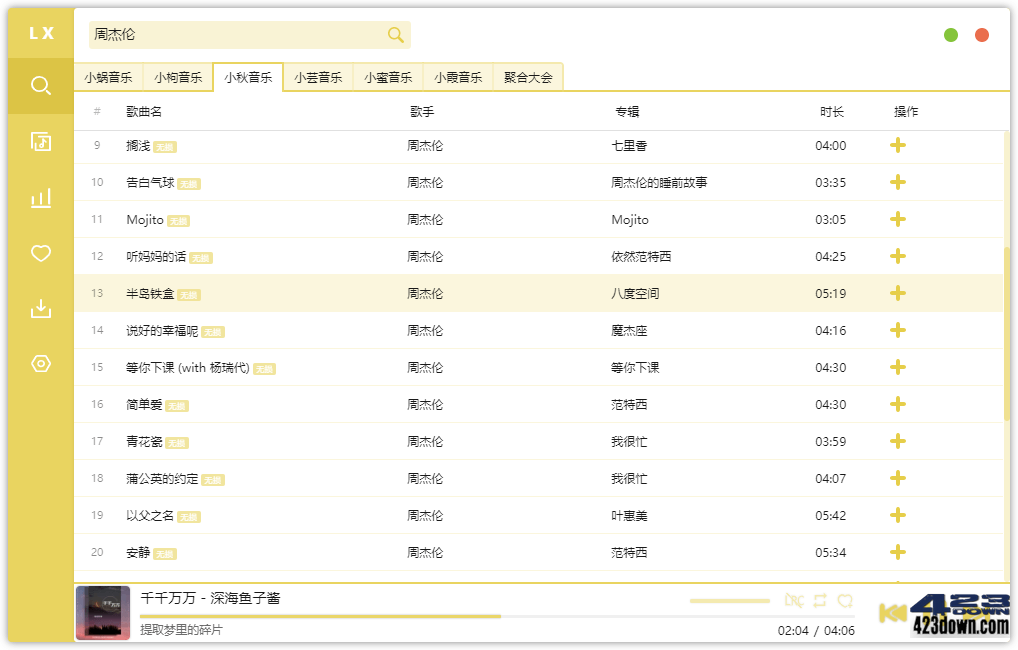 LX
周杰伦
小蜗音乐 小枸音乐 小秋音乐 小芸音乐 小蜜音乐 小霞音乐 聚合大会
# 歌曲名 歌手 专辑 时长 操作
9 搁浅 无损 周杰伦 七里香 04:00
10 告白气球 无损 周杰伦 周杰伦的睡前故事 03:35
11 Mojito 无损 周杰伦 Mojito 03:05
12 听妈妈的话 无损 周杰伦 依然范特西 04:25
13 半岛铁盒 无损 周杰伦 八度空间 05:19
14 说好的幸福呢 无损 周杰伦 魔杰座 04:16
15 等你下课 (with 杨瑞代) 无损 周杰伦 等你下课 04:30
16 简单爱 无损 周杰伦 范特西 04:30
17 青花瓷 无损 周杰伦 我很忙 03:59
18 蒲公英的约定 无损 周杰伦 我很忙 04:07
19 以父之名 无损 周杰伦 叶惠美 05:42
20 安静 无损 周杰伦 范特西 05:34
千千万万 - 深海鱼子酱
LRC
提取梦里的碎片
02:04 / 04:06
423 DOWN
423down.com